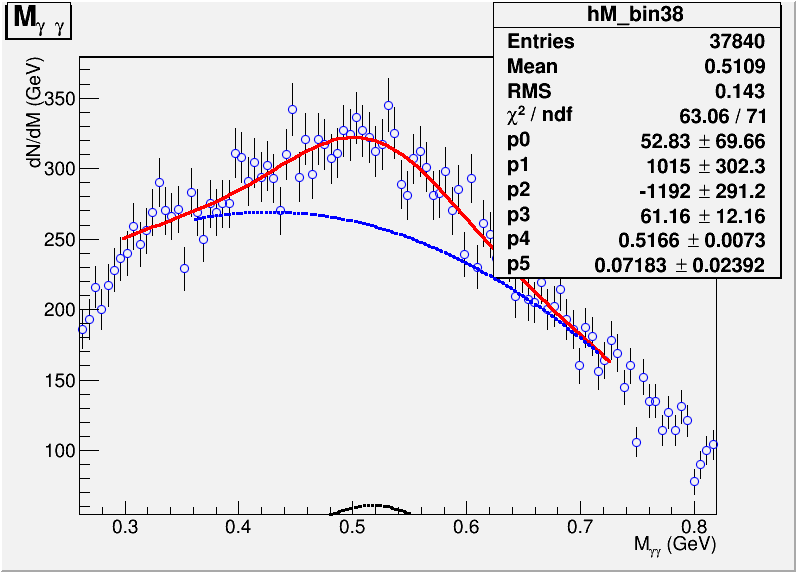 M γ γ
hM_bin38
Entries 37840
Mean 0.5109
RMS 0.143
χ² / ndf 63.06 / 71
p0 52.83 ± 69.66
p1 1015 ± 302.3
p2 -1192 ± 291.2
p3 61.16 ± 12.16
p4 0.5166 ± 0.0073
p5 0.07183 ± 0.02392
dN/dM (GeV)
350
300
250
200
150
100
0.3 0.4 0.5 0.6 0.7 0.8
Mγγ (GeV)